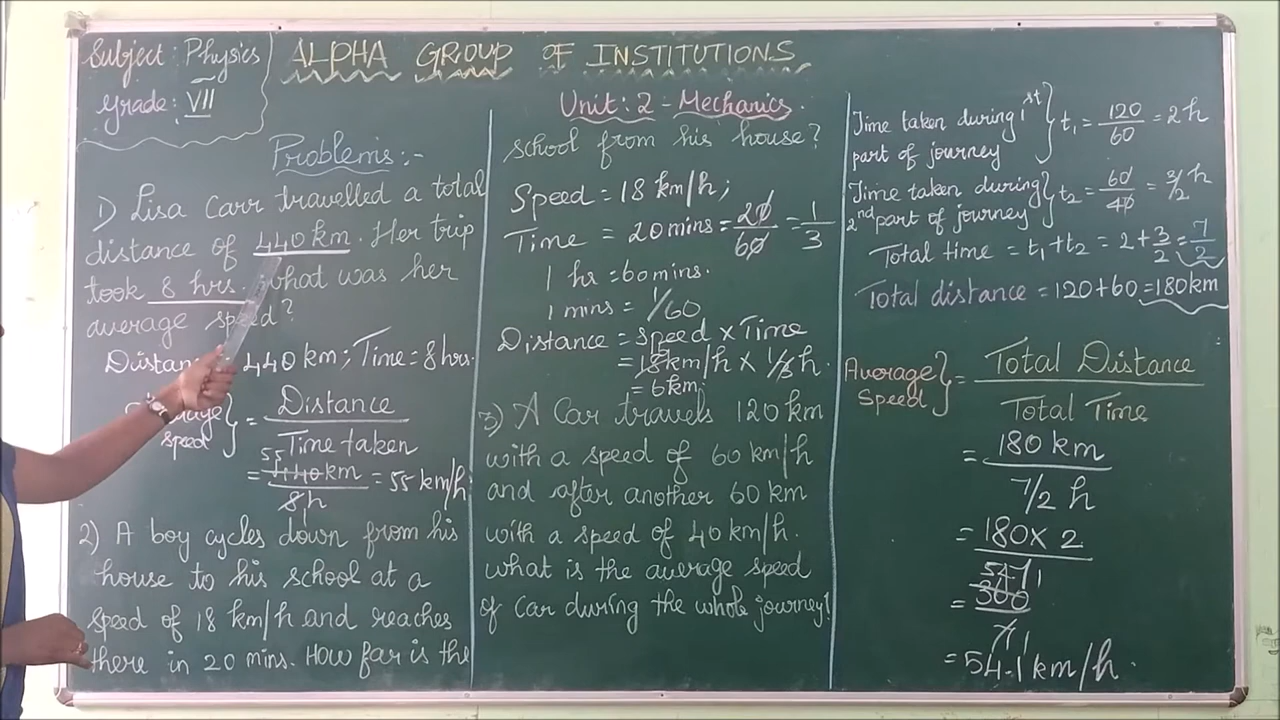 Subject: Physics
Grade: VII
ALPHA GROUP OF INSTITUTIONS
Unit: 2 - Mechanics.
Problems:-
1) Lisa Carr travelled a total
distance of 440 km. Her trip
took 8 hrs. What was her
average speed?
Distance = 440 km; Time = 8 hrs.
speed } = Distance
Time taken
55
= 440 km = 55 km/h
8 h
1
2) A boy cycles down from his
house to his school at a
speed of 18 km/h and reaches
there in 20 mins. How far is the
school from his house?
Speed = 18 km/h;
Time = 20 mins = 20 = 1
60 3
1 hr = 60 mins.
1 mins = 1/60
Distance = Speed x Time
= 18 km/h x 1/3 h.
= 6 km.
3) A Car travels 120 km
with a speed of 60 km/h
and after another 60 km
with a speed of 40 km/h.
what is the average speed
of Car during the whole journey?
Time taken during 1st } t1 = 120 = 2 h
part of journey 60
Time taken during } t2 = 60 = 3/2 h
2nd part of journey 40
Total time = t1 + t2 = 2 + 3/2 = 7/2
Total distance = 120 + 60 = 180 km
Average } = Total Distance
Speed Total Time
= 180 km
7/2 h
= 180 x 2
= 360
7
= 54.1 km/h.